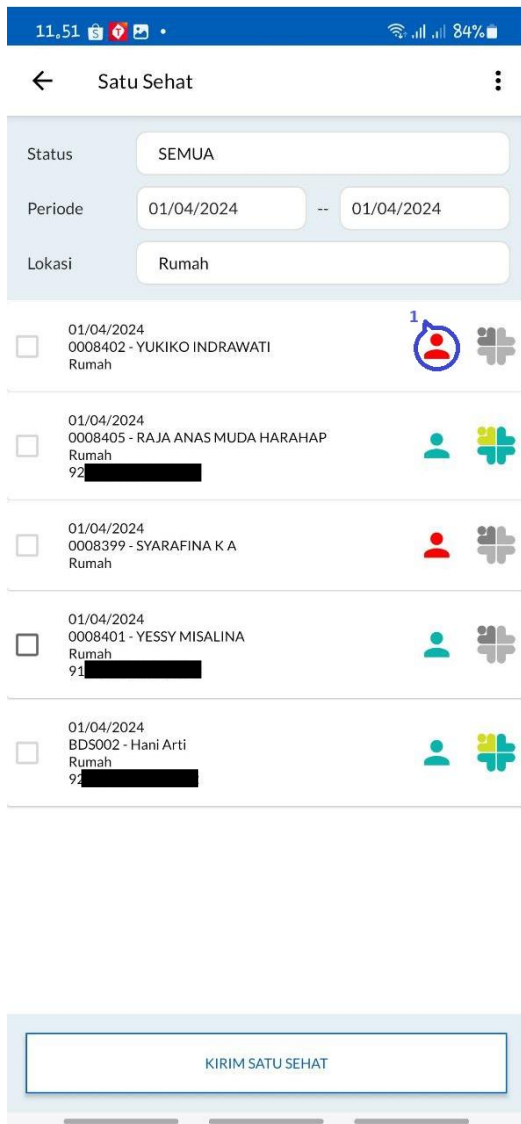 11.51 84%
Satu Sehat
Status SEMUA
Periode 01/04/2024 -- 01/04/2024
Lokasi Rumah
1
01/04/2024
0008402 - YUKIKO INDRAWATI
Rumah
01/04/2024
0008405 - RAJA ANAS MUDA HARAHAP
Rumah
92
01/04/2024
0008399 - SYARAFINA K A
Rumah
01/04/2024
0008401 - YESSY MISALINA
Rumah
91
01/04/2024
BDS002 - Hani Arti
Rumah
92
KIRIM SATU SEHAT